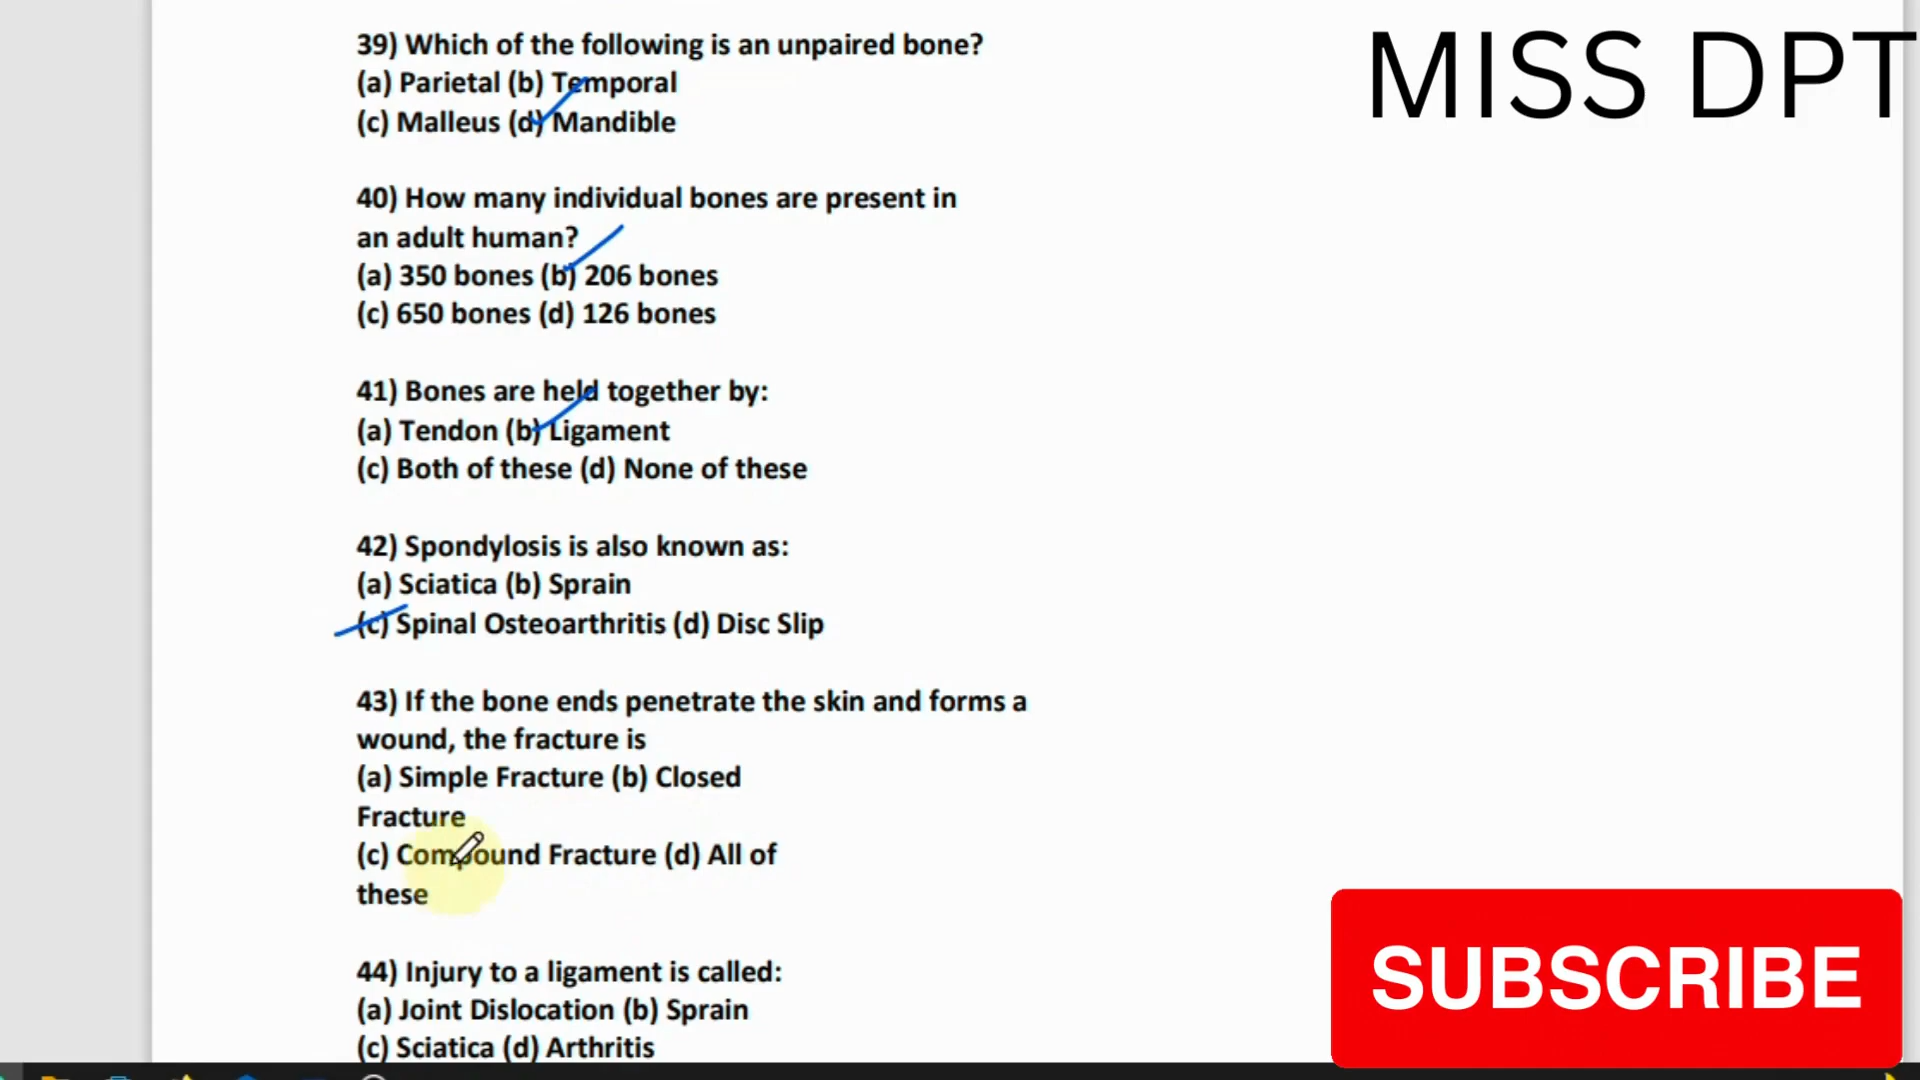 MISS DPT
39) Which of the following is an unpaired bone?
(a) Parietal (b) Temporal
(c) Malleus (d) Mandible
40) How many individual bones are present in
an adult human?
(a) 350 bones (b) 206 bones
(c) 650 bones (d) 126 bones
41) Bones are held together by:
(a) Tendon (b) Ligament
(c) Both of these (d) None of these
42) Spondylosis is also known as:
(a) Sciatica (b) Sprain
(c) Spinal Osteoarthritis (d) Disc Slip
43) If the bone ends penetrate the skin and forms a
wound, the fracture is
(a) Simple Fracture (b) Closed
Fracture
(c) Compound Fracture (d) All of
these
44) Injury to a ligament is called:
(a) Joint Dislocation (b) Sprain
(c) Sciatica (d) Arthritis
SUBSCRIBE